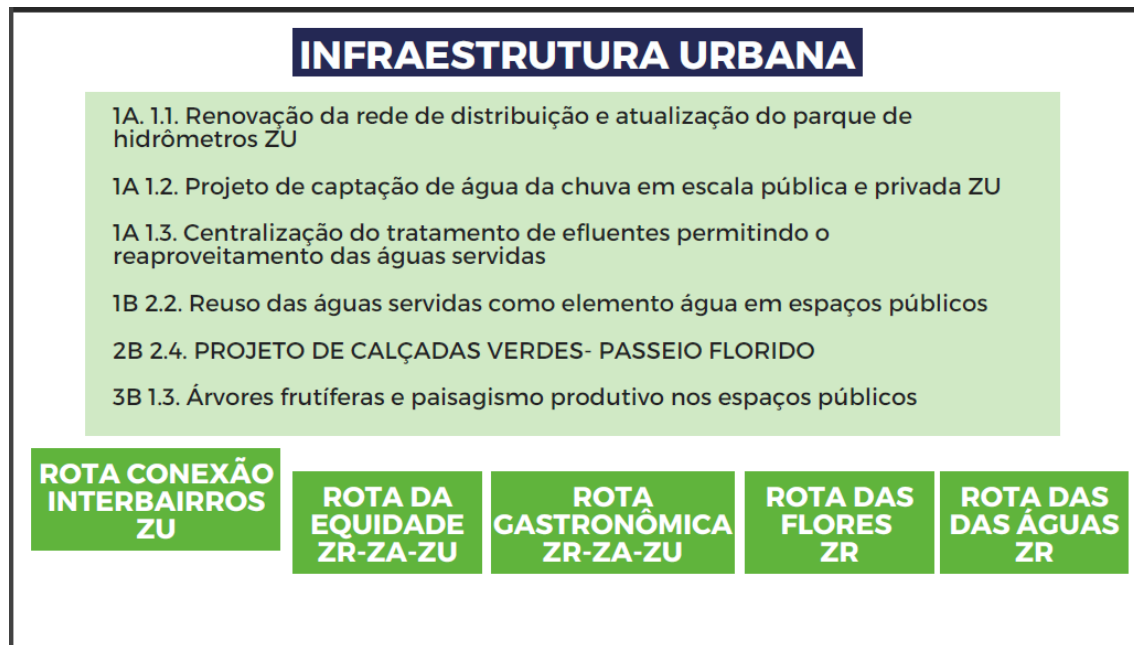 INFRAESTRUTURA URBANA
1A. 1.1. Renovação da rede de distribuição e atualização do parque de
hidrômetros ZU
1A 1.2. Projeto de captação de água da chuva em escala pública e privada ZU
1A 1.3. Centralização do tratamento de efluentes permitindo o
reaproveitamento das águas servidas
1B 2.2. Reuso das águas servidas como elemento água em espaços públicos
2B 2.4. PROJETO DE CALÇADAS VERDES- PASSEIO FLORIDO
3B 1.3. Árvores frutíferas e paisagismo produtivo nos espaços públicos
ROTA CONEXÃO
INTERBAIRROS
ZU
ROTA DA
EQUIDADE
ZR-ZA-ZU
ROTA
GASTRONÔMICA
ZR-ZA-ZU
ROTA DAS
FLORES
ZR
ROTA DAS
DAS ÁGUAS
ZR